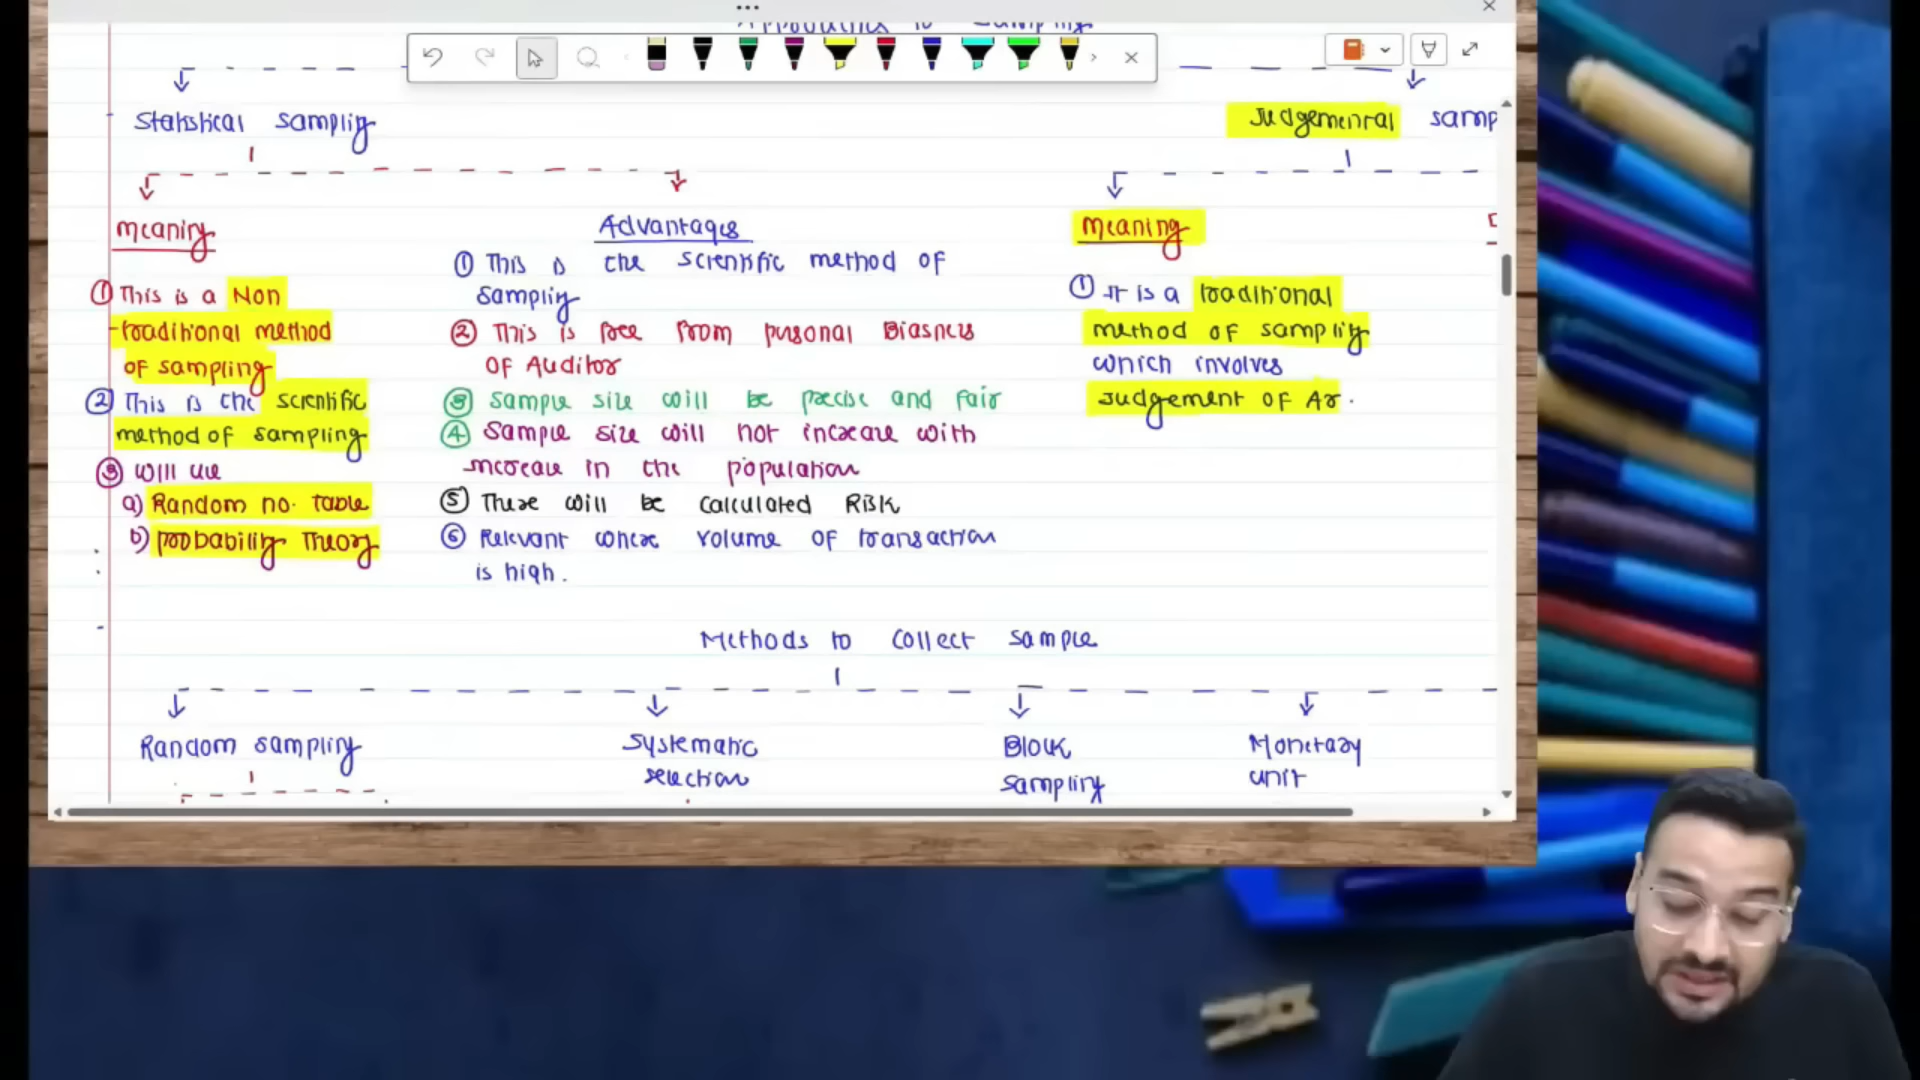 Approaches to Sampling
Statistical sampling
Judgemental samp
Meaning
Advantages
Meaning
① This is a Non
traditional method
of sampling
② This is the scientific
method of sampling
③ Will use
a) Random no. table
b) probability Theory
① This is the scientific method of
sampling
② This is free from personal Biasness
of Auditor
③ Sample size will be precise and fair
④ Sample size will not increase with
increase in the population
⑤ There will be calculated Risk
⑥ Relevant where volume of transaction
is high.
① It is a traditional
method of sampling
which involves
Judgement of Ar.
Methods to collect sample
Random sampling
Systematic
selection
Block
sampling
Monetary
unit